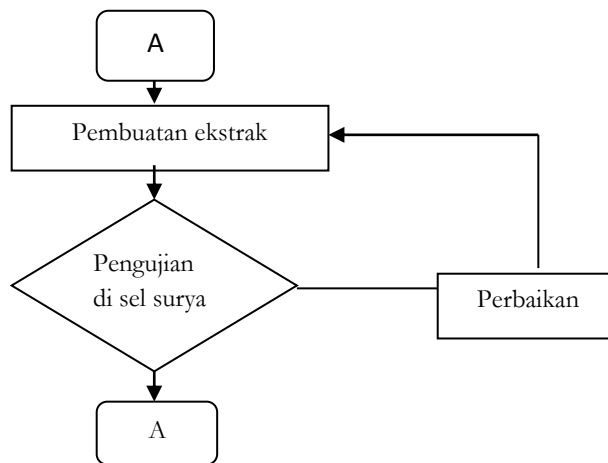 A
Pembuatan ekstrak
Pengujian
di sel surya
Perbaikan
A